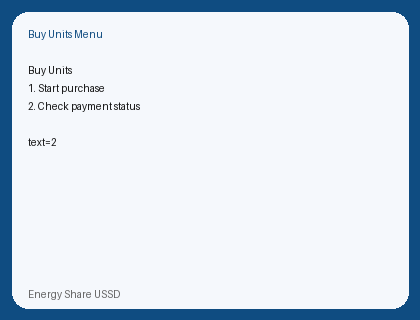 Buy Units Menu
Buy Units
1. Start purchase
2. Check payment status
text=2
Energy Share USSD